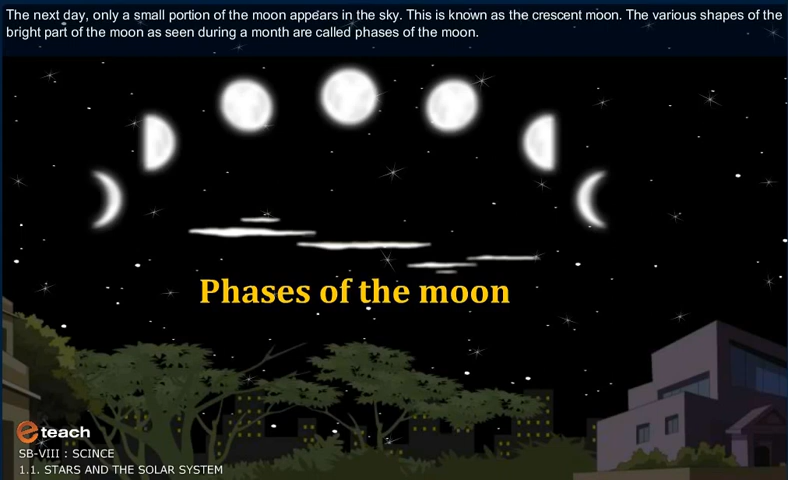 The next day, only a small portion of the moon appears in the sky. This is known as the crescent moon. The various shapes of the
bright part of the moon as seen during a month are called phases of the moon.
Phases of the moon
eteach
SB-VIII : SCINCE
1.1. STARS AND THE SOLAR SYSTEM